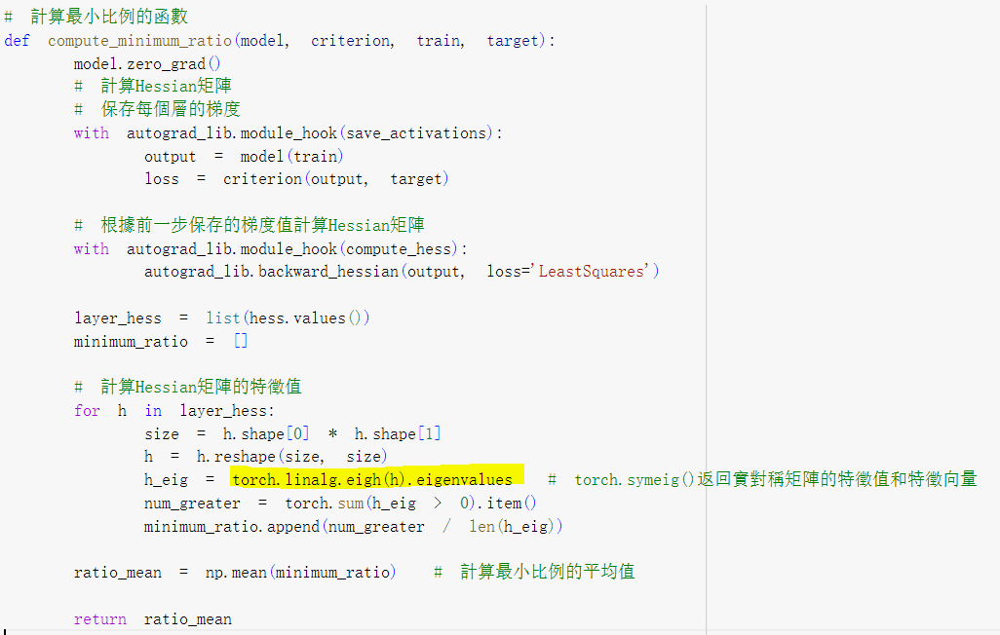 # 計算最小比例的函數
def compute_minimum_ratio(model, criterion, train, target):
model.zero_grad()
# 計算Hessian矩陣
# 保存每個層的梯度
with autograd_lib.module_hook(save_activations):
output = model(train)
loss = criterion(output, target)
# 根據前一步保存的梯度值計算Hessian矩陣
with autograd_lib.module_hook(compute_hess):
autograd_lib.backward_hessian(output, loss='LeastSquares')
layer_hess = list(hess.values())
minimum_ratio = []
# 計算Hessian矩陣的特徵值
for h in layer_hess:
size = h.shape[0] * h.shape[1]
h = h.reshape(size, size)
h_eig = torch.linalg.eigh(h).eigenvalues # torch.symeig()返回實對稱矩陣的特徵值和特徵向量
num_greater = torch.sum(h_eig > 0).item()
minimum_ratio.append(num_greater / len(h_eig))
ratio_mean = np.mean(minimum_ratio) # 計算最小比例的平均值
return ratio_mean